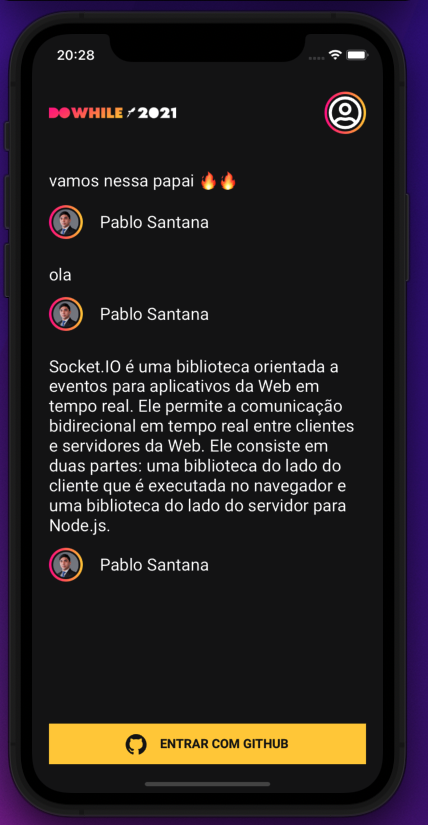 20:28
DOWHILE 2021
vamos nessa papai 🔥🔥
Pablo Santana
ola
Pablo Santana
Socket.IO é uma biblioteca orientada a
eventos para aplicativos da Web em
tempo real. Ele permite a comunicação
bidirecional em tempo real entre clientes
e servidores da Web. Ele consiste em
duas partes: uma biblioteca do lado do
cliente que é executada no navegador e
uma biblioteca do lado do servidor para
Node.js.
Pablo Santana
ENTRAR COM GITHUB